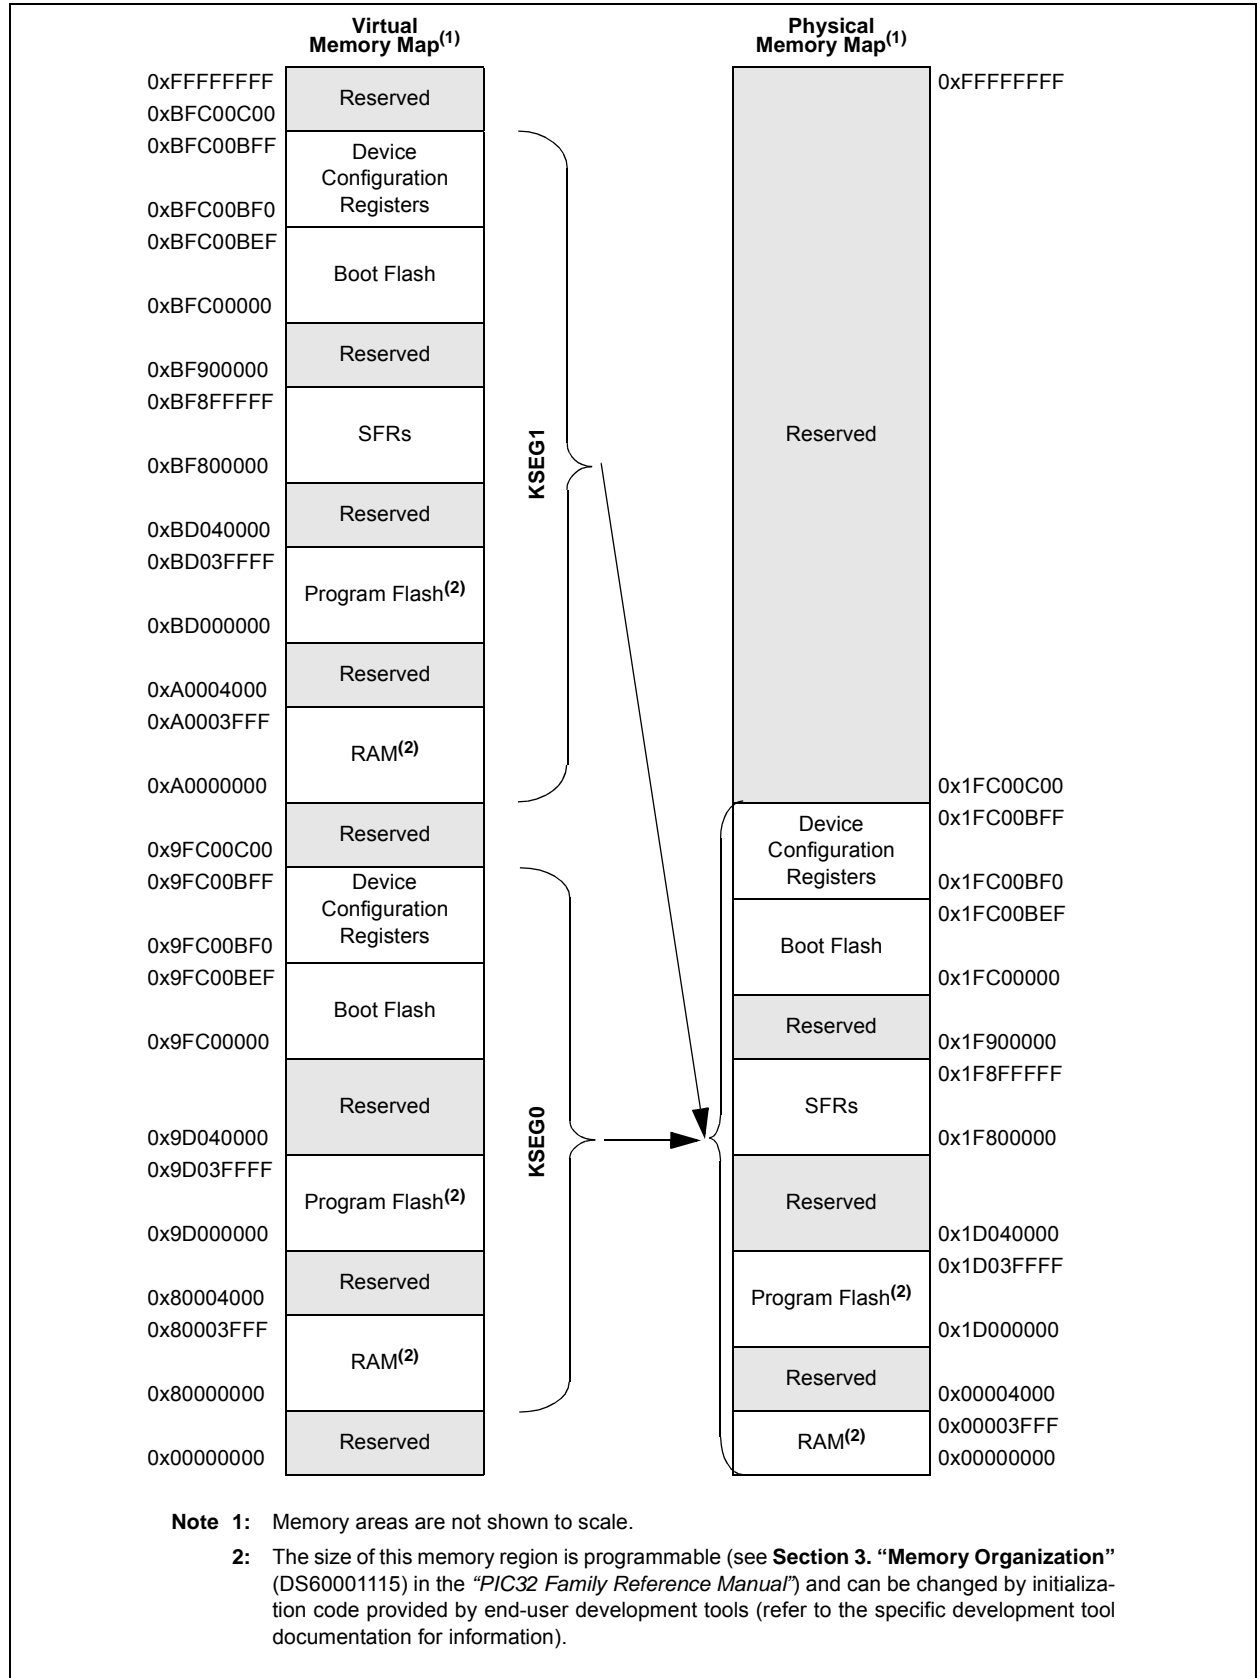 Virtual
Memory Map(1)
Physical
Memory Map(1)
0xFFFFFFFF
Reserved
0xBFC00C00
0xBFC00BFF
Device
Configuration
Registers
0xBFC00BF0
0xBFC00BEF
Boot Flash
0xBFC00000
Reserved
0xBF900000
0xBF8FFFFF
SFRs
0xBF800000
Reserved
0xBD040000
0xBD03FFFF
Program Flash(2)
0xBD000000
Reserved
0xA0004000
0xA0003FFF
RAM(2)
0xA0000000
Reserved
0x9FC00C00
0x9FC00BFF
Device
Configuration
Registers
0x9FC00BF0
0x9FC00BEF
Boot Flash
0x9FC00000
Reserved
0x9D040000
0x9D03FFFF
Program Flash(2)
0x9D000000
Reserved
0x80004000
0x80003FFF
RAM(2)
0x80000000
Reserved
0x00000000
KSEG1
KSEG0
0xFFFFFFFF
Reserved
0x1FC00C00
0x1FC00BFF
Device
Configuration
Registers
0x1FC00BF0
0x1FC00BEF
Boot Flash
0x1FC00000
Reserved
0x1F900000
0x1F8FFFFF
SFRs
0x1F800000
Reserved
0x1D040000
0x1D03FFFF
Program Flash(2)
0x1D000000
Reserved
0x00004000
0x00003FFF
RAM(2)
0x00000000
Note 1: Memory areas are not shown to scale.
2: The size of this memory region is programmable (see Section 3. “Memory Organization”
(DS60001115) in the “PIC32 Family Reference Manual”) and can be changed by initializa-
tion code provided by end-user development tools (refer to the specific development tool
documentation for information).